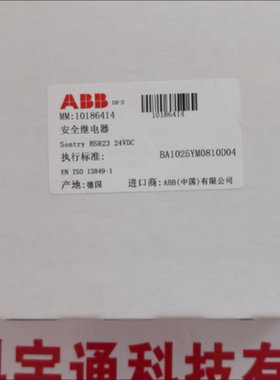 ABB 10-2
MM:10186414
10186414
安全继电器
Sentry BSR23 24VDC
执行标准: BA1025YM0810D04
EN ISO 13849-1
产地:德国 进口商:ABB(中国)有限公司
宇通科技有